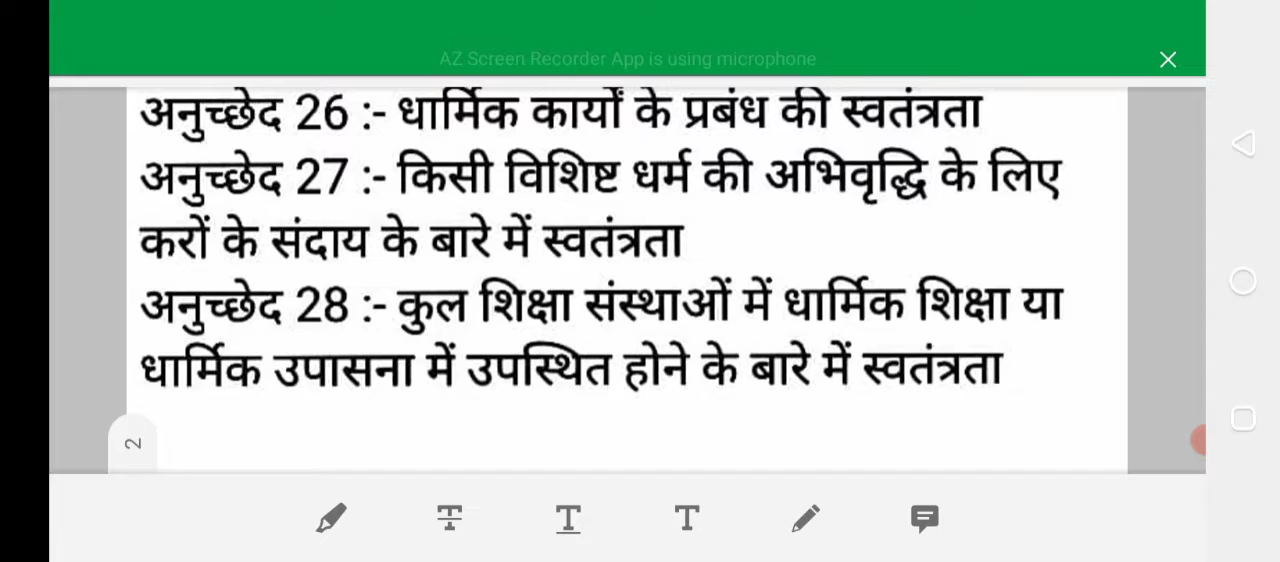 AZ Screen Recorder App is using microphone
अनुच्छेद 26 :- धार्मिक कार्यों के प्रबंध की स्वतंत्रता
अनुच्छेद 27 :- किसी विशिष्ट धर्म की अभिवृद्धि के लिए
करों के संदाय के बारे में स्वतंत्रता
अनुच्छेद 28 :- कुल शिक्षा संस्थाओं में धार्मिक शिक्षा या
धार्मिक उपासना में उपस्थित होने के बारे में स्वतंत्रता
2
T T T